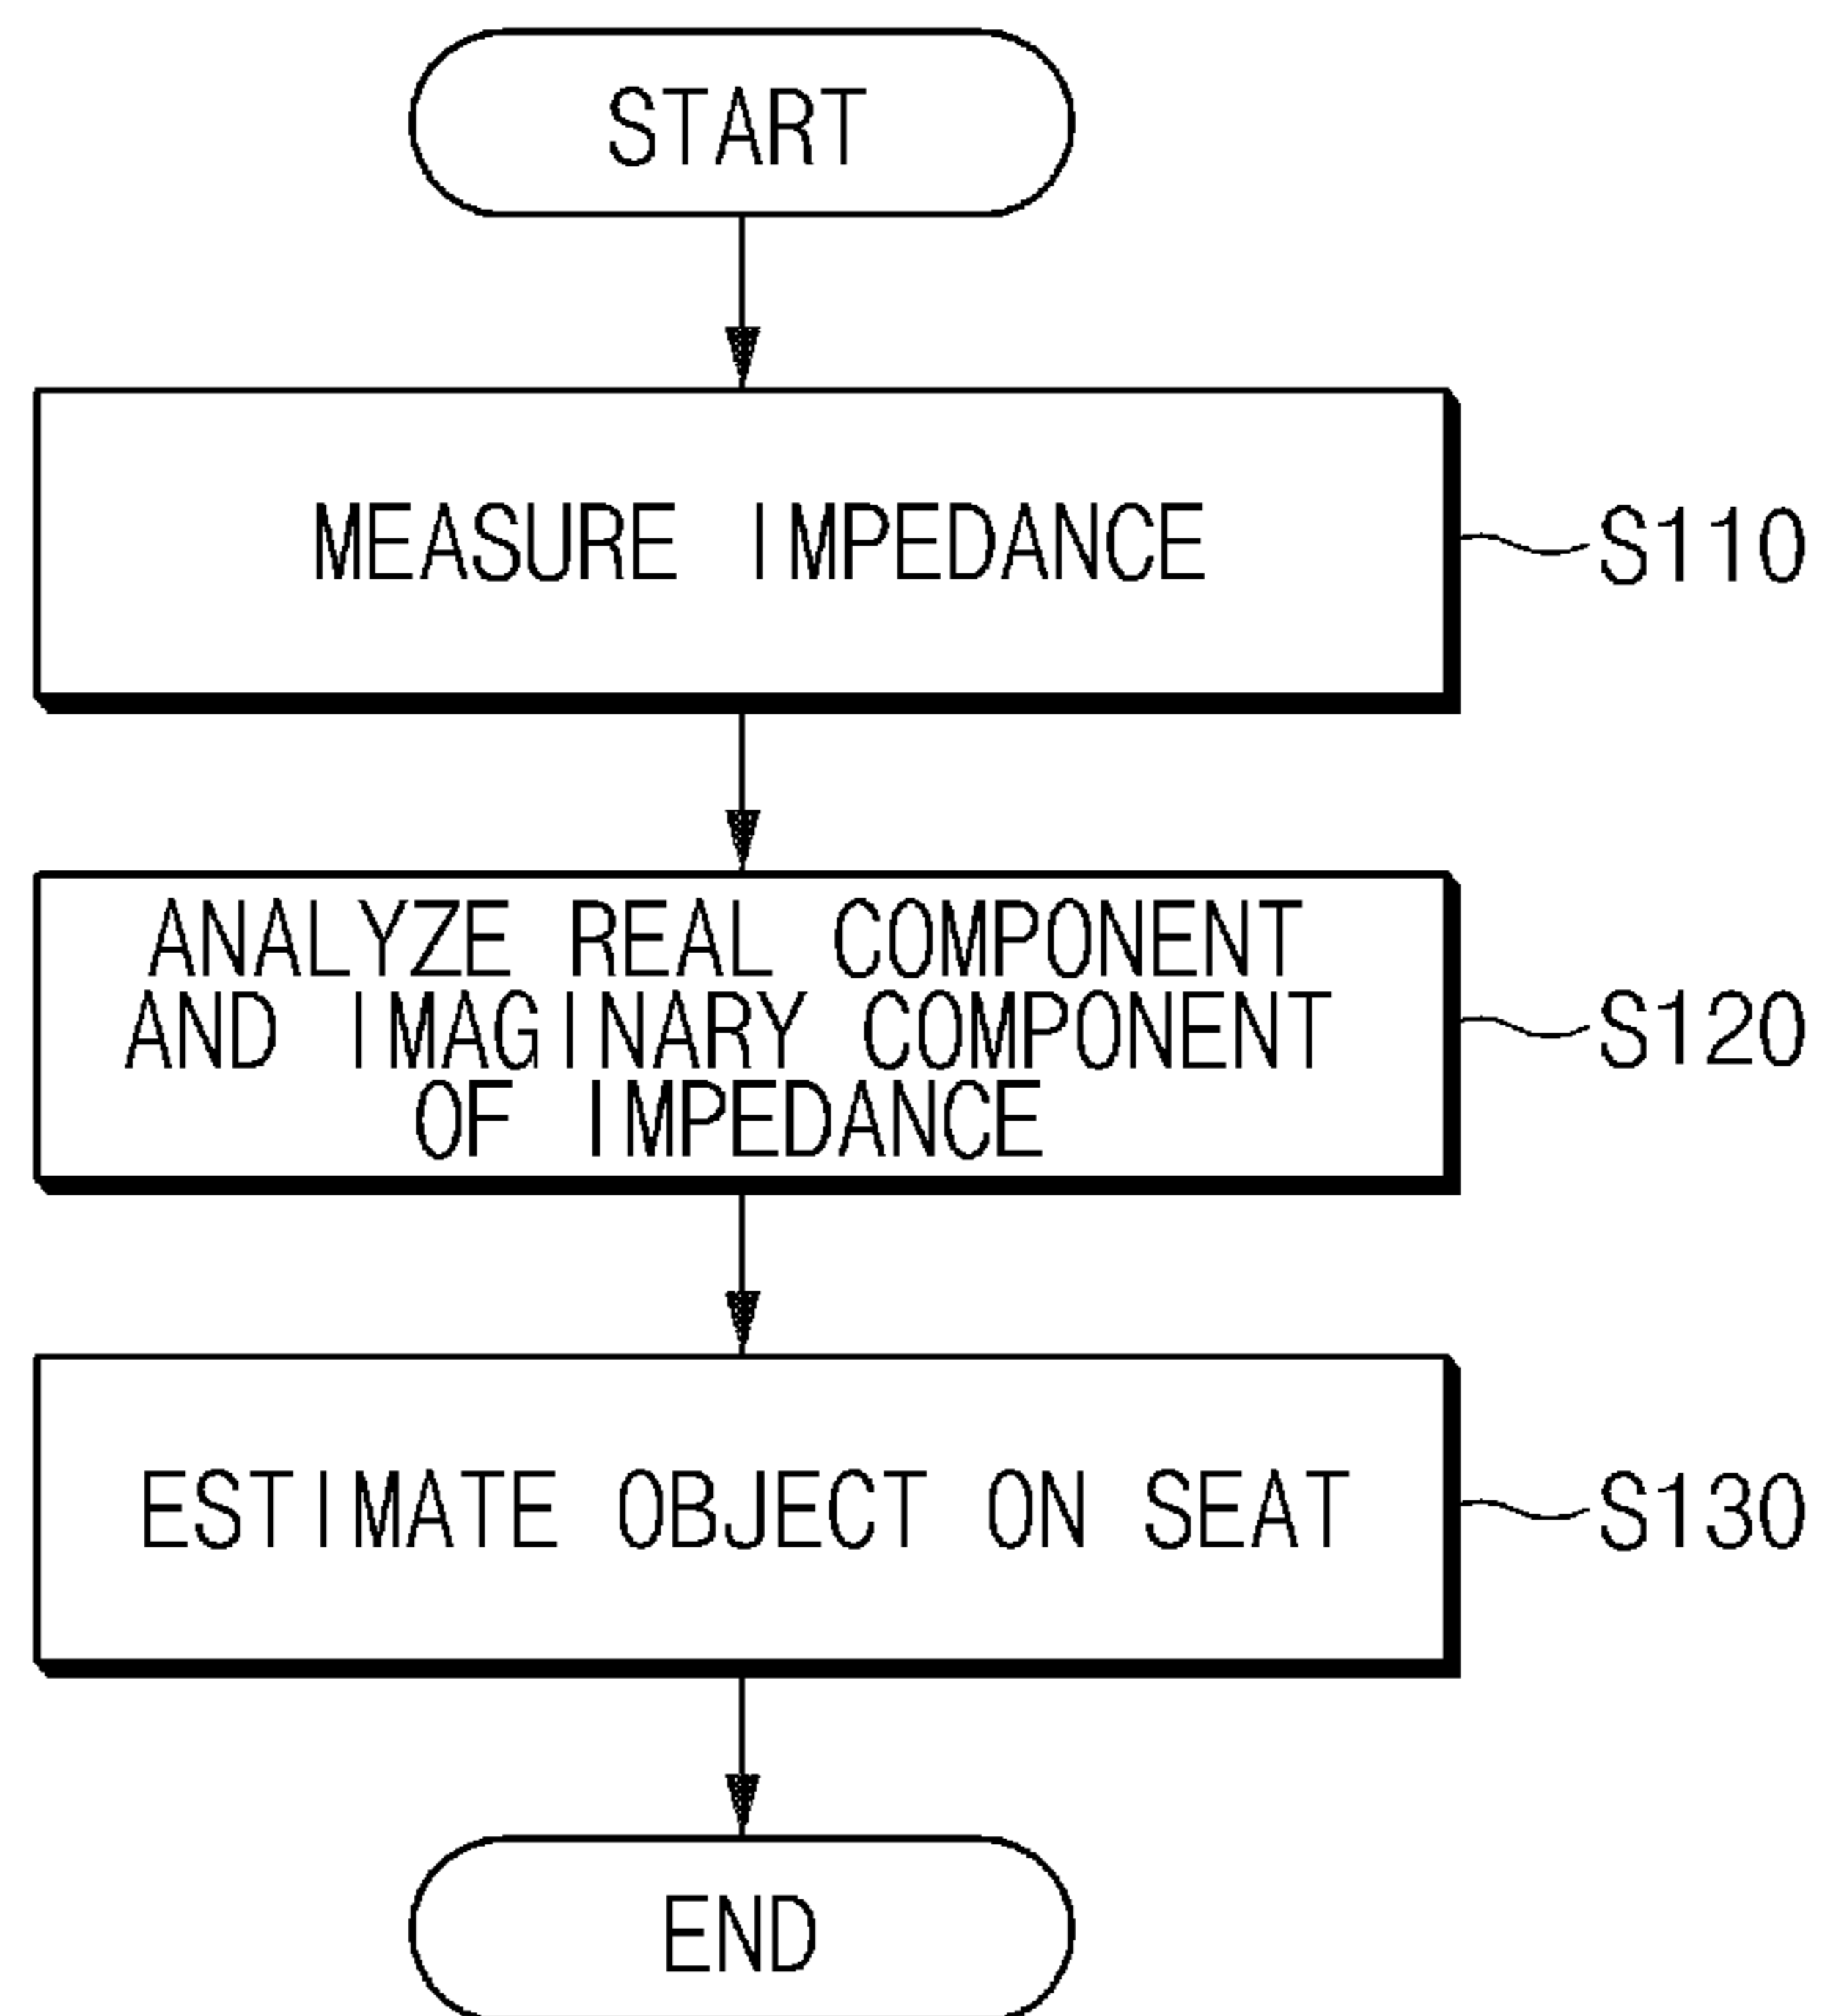 START
MEASURE IMPEDANCE
S110
ANALYZE REAL COMPONENT
AND IMAGINARY COMPONENT
OF IMPEDANCE
S120
ESTIMATE OBJECT ON SEAT
S130
END